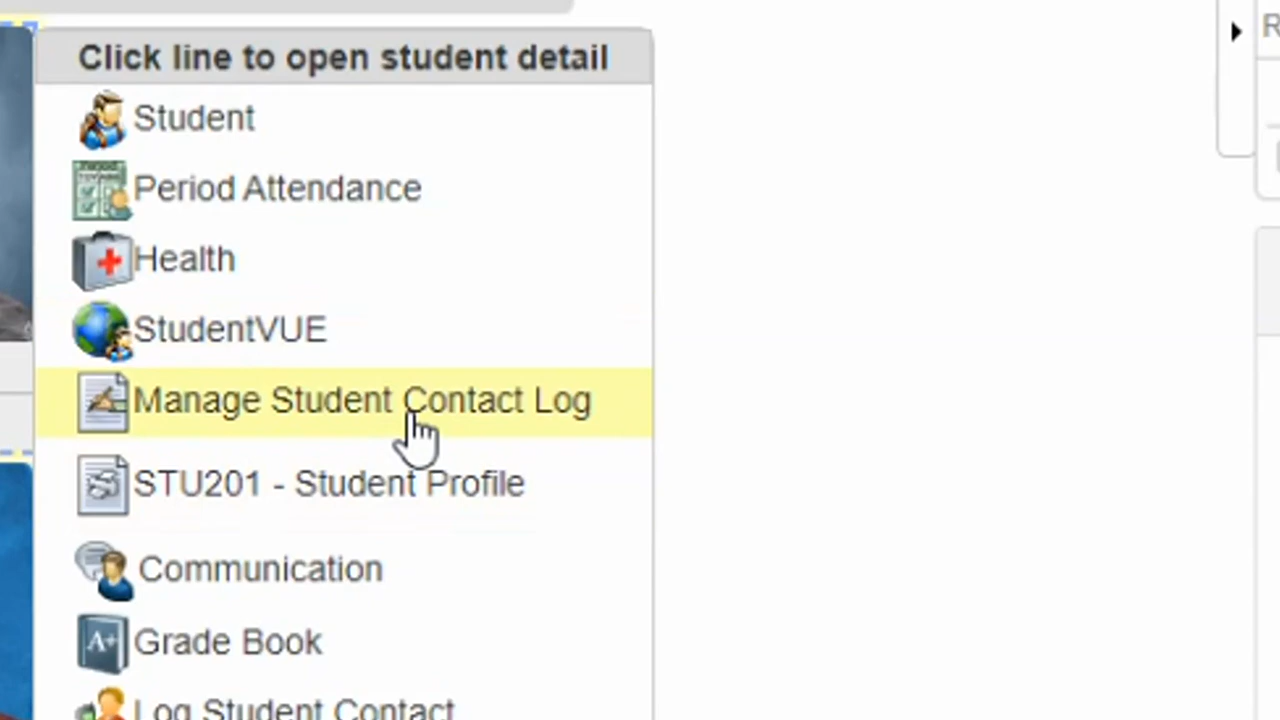 Click line to open student detail
Student
Period Attendance
Health
StudentVUE
Manage Student Contact Log
STU201 - Student Profile
Communication
A+
Grade Book
Log Student Contact